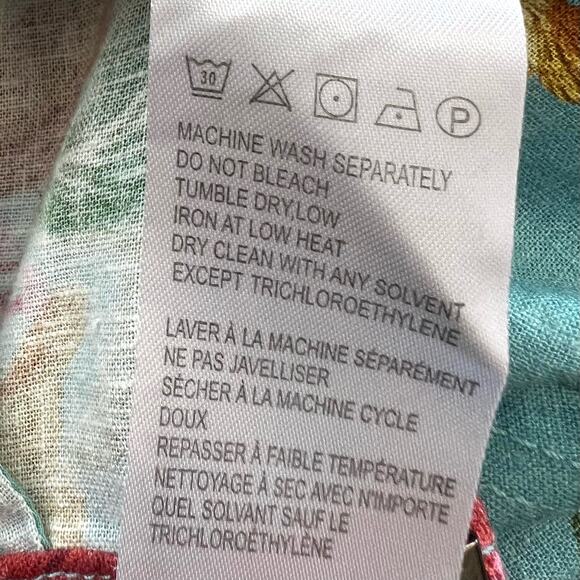 30
P
MACHINE WASH SEPARATELY
DO NOT BLEACH
TUMBLE DRY,LOW
IRON AT LOW HEAT
DRY CLEAN WITH ANY SOLVENT
EXCEPT TRICHLOROETHYLENE
LAVER À LA MACHINE SÉPARÉMENT
NE PAS JAVELLISER
SÉCHER À LA MACHINE CYCLE
DOUX
REPASSER À FAIBLE TEMPÉRATURE
NETTOYAGE À SEC AVEC N'IMPORTE
QUEL SOLVANT SAUF LE
TRICHLOROÉTHYLÈNE